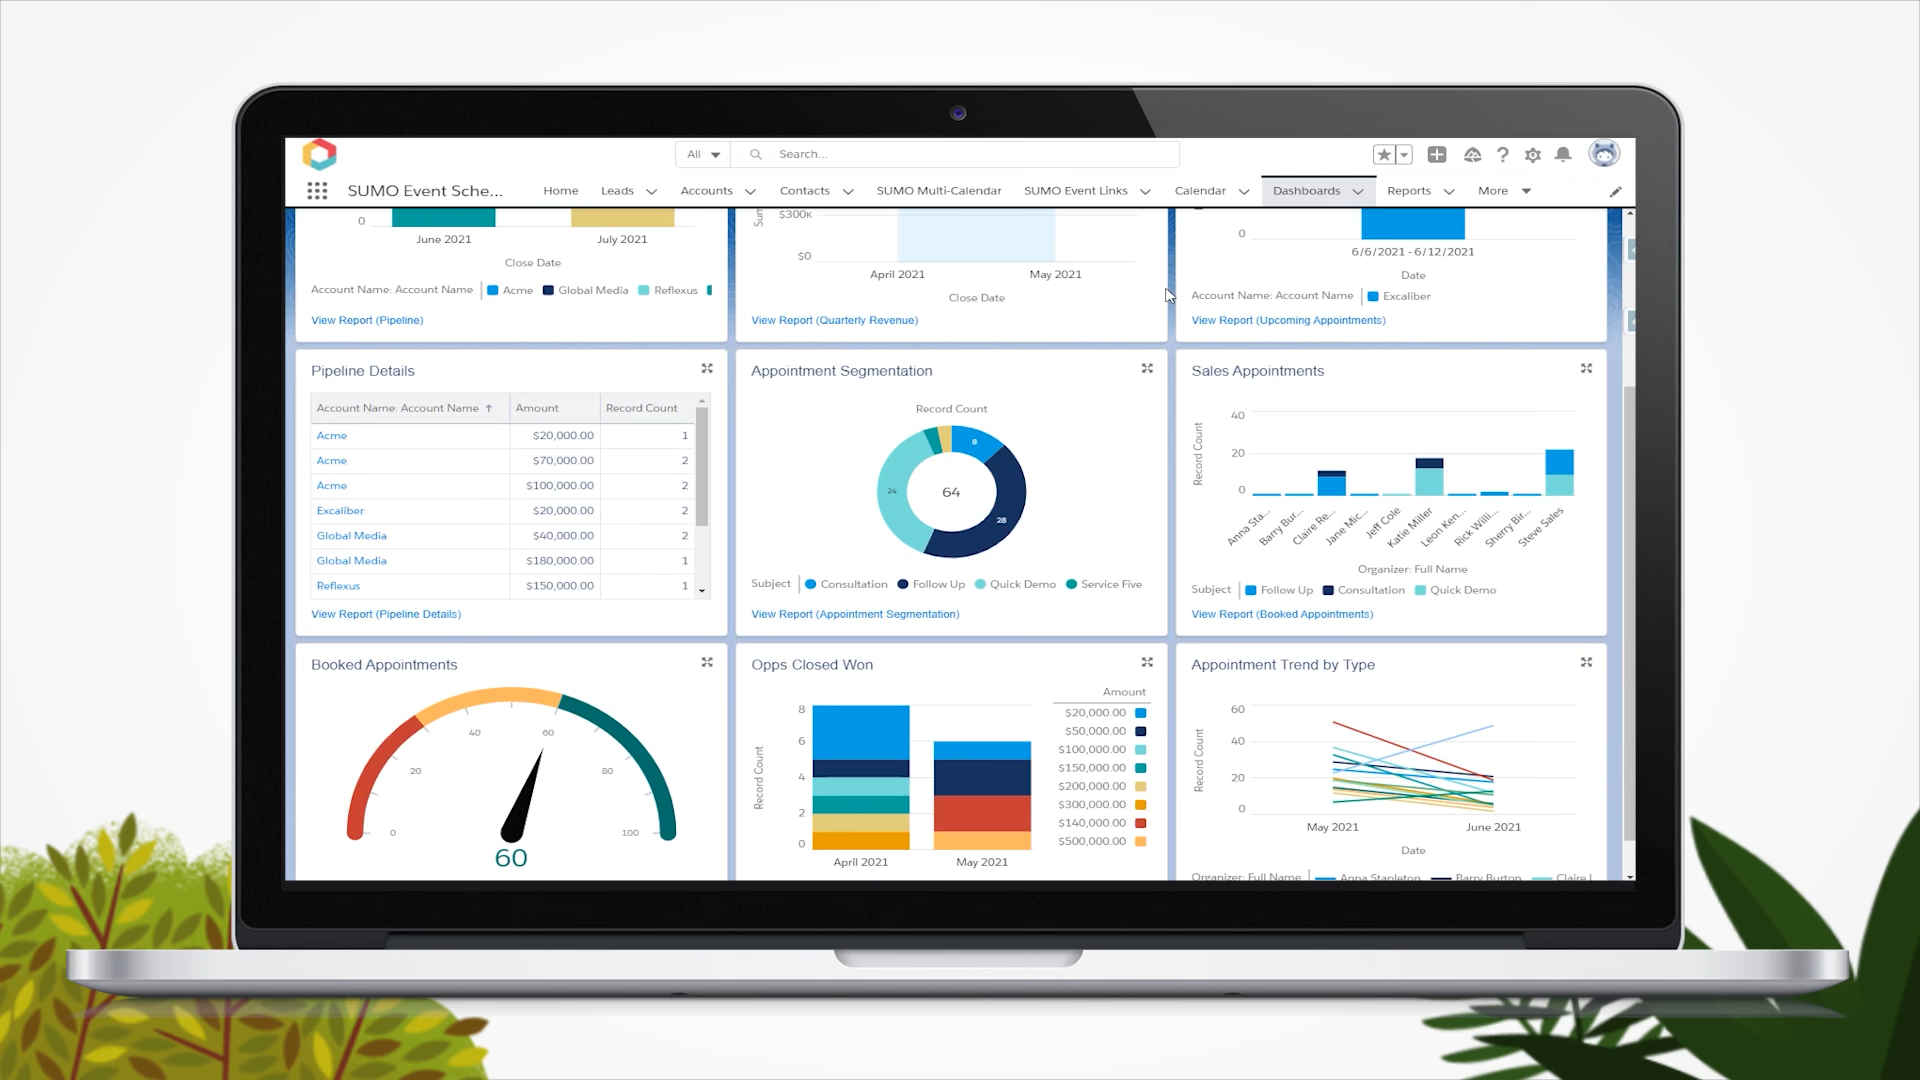 All
Search...
SUMO Event Sche... Home Leads Accounts Contacts SUMO Multi-Calendar SUMO Event Links Calendar Dashboards Reports More
0
June 2021 July 2021
Close Date
Account Name: Account Name Acme Global Media Reflexus
View Report (Pipeline)
Sum
$300K
$0
April 2021 May 2021
Close Date
View Report (Quarterly Revenue)
0
6/6/2021 - 6/12/2021
Date
Account Name: Account Name Excaliber
View Report (Upcoming Appointments)
Pipeline Details
Account Name: Account Name ↑ Amount Record Count
Acme $20,000.00 1
Acme $70,000.00 2
Acme $100,000.00 2
Excaliber $20,000.00 2
Global Media $40,000.00 2
Global Media $180,000.00 1
Reflexus $150,000.00 1
View Report (Pipeline Details)
Appointment Segmentation
Record Count
8
24
64
28
Subject Consultation Follow Up Quick Demo Service Five
View Report (Appointment Segmentation)
Sales Appointments
Record Count
40
20
0
Anna Sta... Barry Bur... Claire Re... Jane Mic... Jeff Cole Katie Miller Leon Ken... Rick Willi... Sherry Bir... Steve Sales
Organizer: Full Name
Subject Follow Up Consultation Quick Demo
View Report (Booked Appointments)
Booked Appointments
0 20 40 60 80 100
60
Opps Closed Won
Record Count
8
6
4
2
0
April 2021 May 2021
Amount
$20,000.00
$50,000.00
$100,000.00
$150,000.00
$200,000.00
$300,000.00
$140,000.00
$500,000.00
Appointment Trend by Type
Record Count
60
40
20
0
May 2021 June 2021
Date
Organizer: Full Name Anna Stapleton Barry Burton Claire